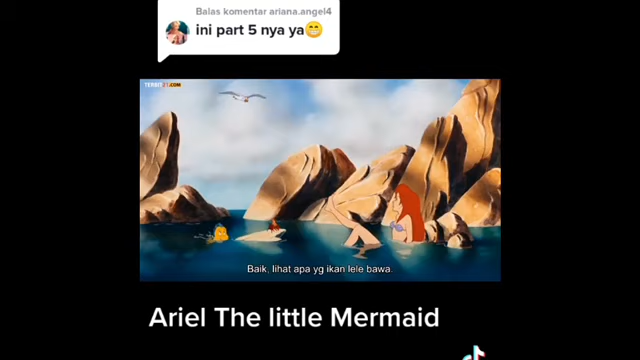 Balas komentar ariana.angel4
ini part 5 nya ya😁
Baik, lihat apa yg ikan lele bawa.
Ariel The little Mermaid